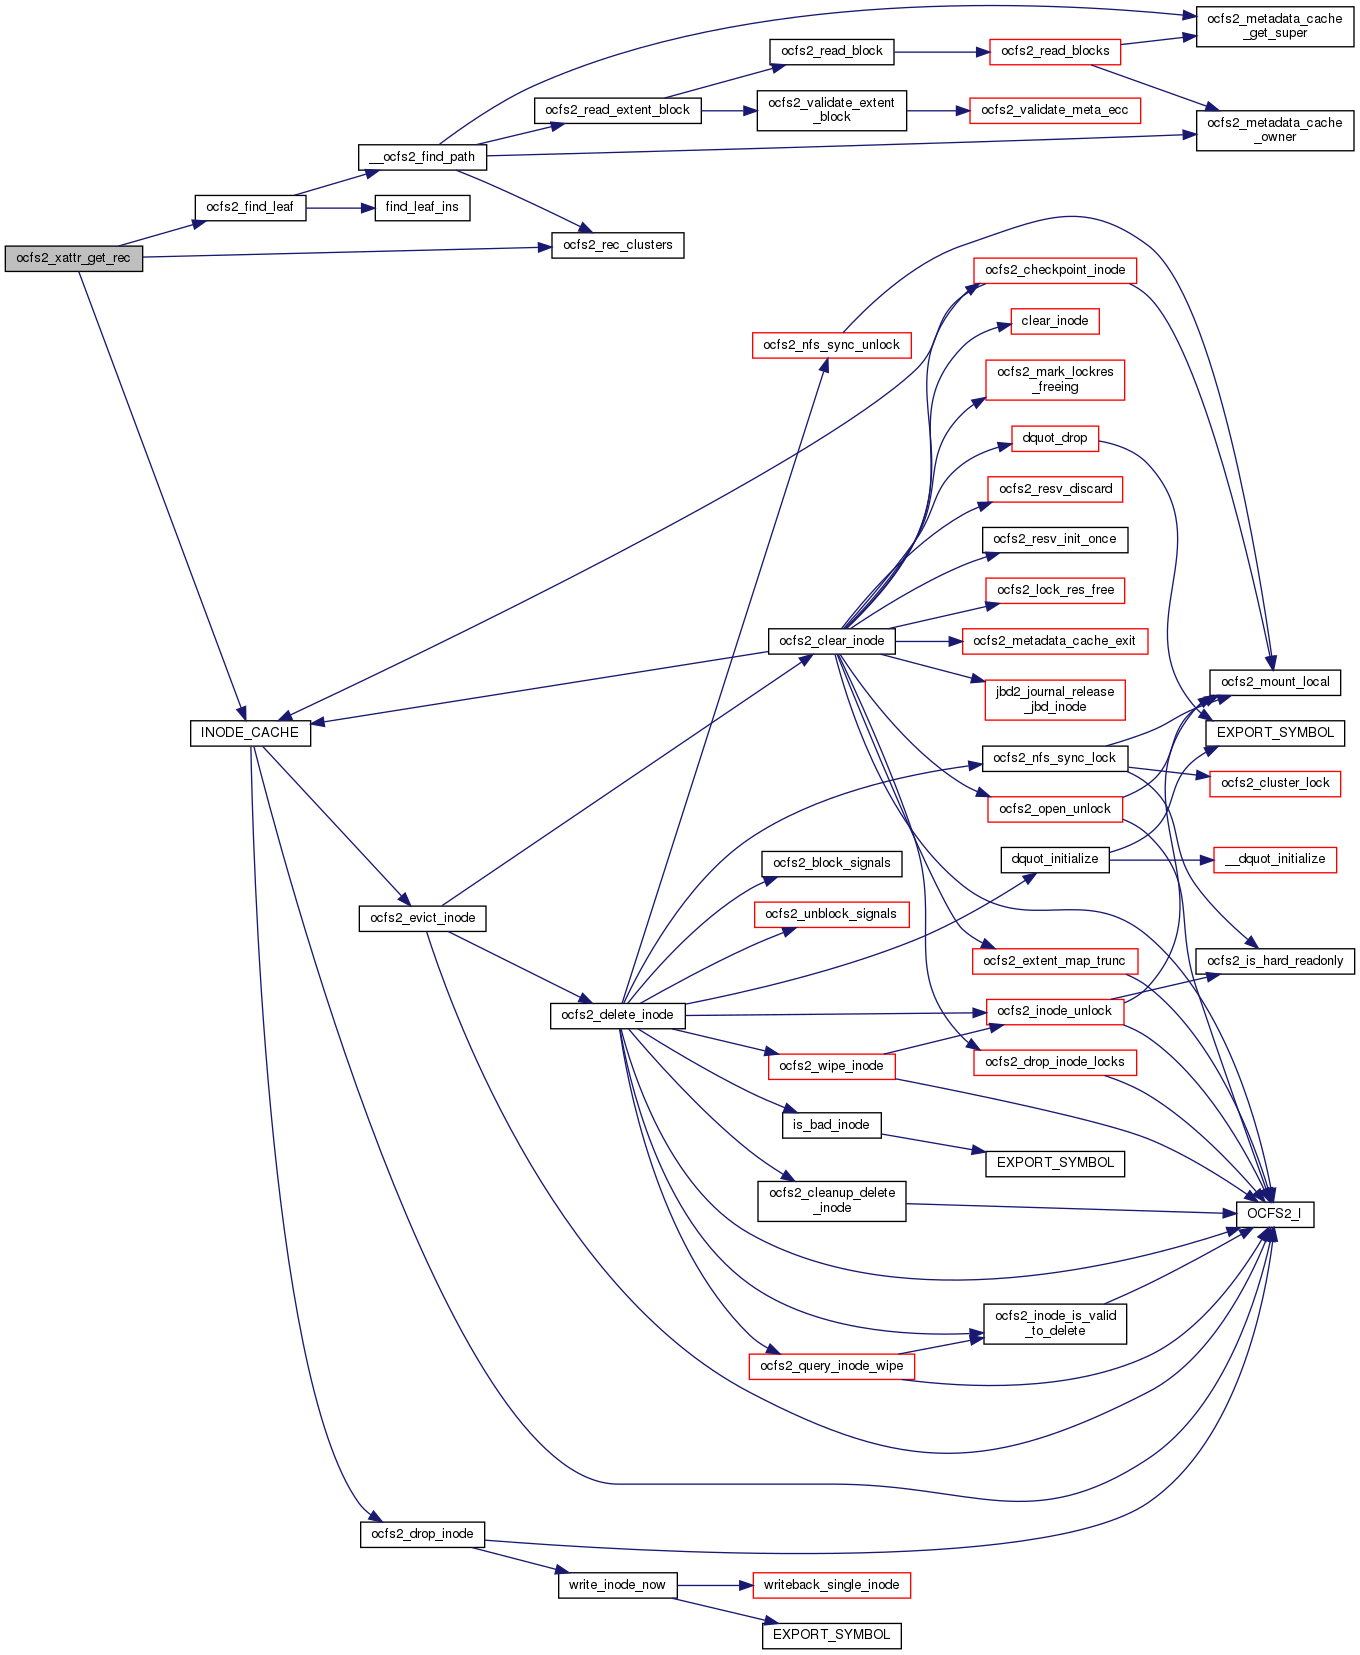 ocfs2_metadata_cache
_get_super
ocfs2_read_block
ocfs2_read_blocks
ocfs2_read_extent_block
ocfs2_validate_extent
_block
ocfs2_validate_meta_ecc
ocfs2_metadata_cache
_owner
__ocfs2_find_path
ocfs2_find_leaf
find_leaf_ins
ocfs2_rec_clusters
ocfs2_xattr_get_rec
ocfs2_checkpoint_inode
clear_inode
ocfs2_nfs_sync_unlock
ocfs2_mark_lockres
_freeing
dquot_drop
ocfs2_resv_discard
ocfs2_resv_init_once
ocfs2_lock_res_free
ocfs2_clear_inode
ocfs2_metadata_cache_exit
jbd2_journal_release
_jbd_inode
ocfs2_mount_local
INODE_CACHE
EXPORT_SYMBOL
ocfs2_nfs_sync_lock
ocfs2_cluster_lock
ocfs2_open_unlock
ocfs2_block_signals
dquot_initialize
__dquot_initialize
ocfs2_evict_inode
ocfs2_unblock_signals
ocfs2_extent_map_trunc
ocfs2_is_hard_readonly
ocfs2_delete_inode
ocfs2_inode_unlock
ocfs2_wipe_inode
ocfs2_drop_inode_locks
is_bad_inode
EXPORT_SYMBOL
ocfs2_cleanup_delete
_inode
OCFS2_I
ocfs2_inode_is_valid
_to_delete
ocfs2_query_inode_wipe
ocfs2_drop_inode
write_inode_now
writeback_single_inode
EXPORT_SYMBOL